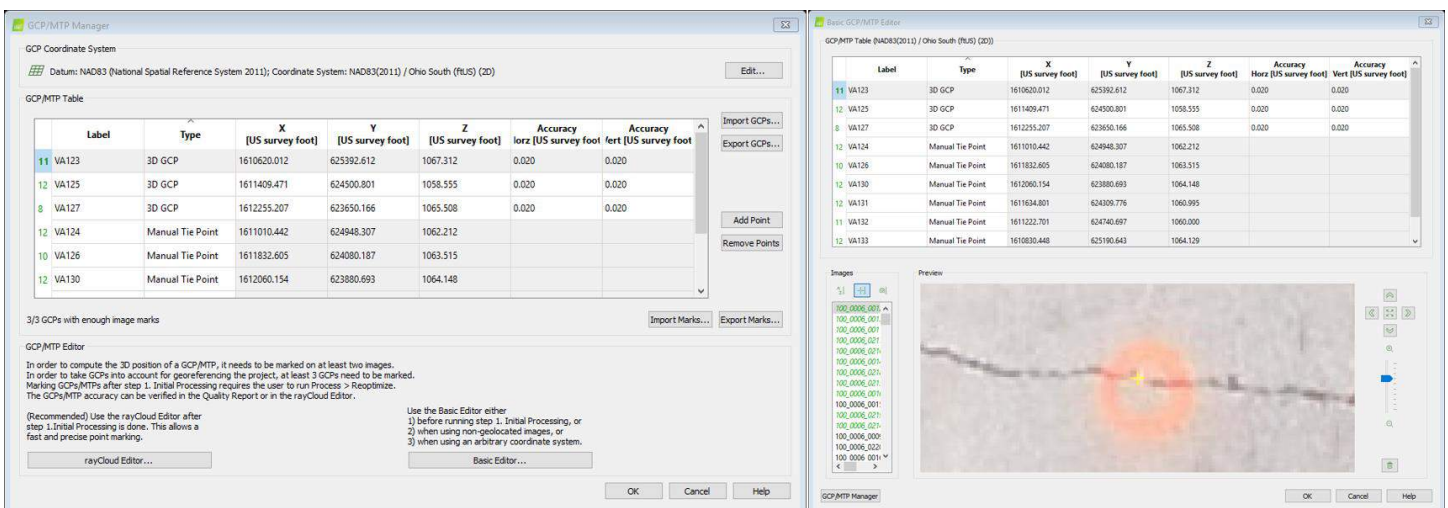 GCP/MTP Manager
GCP Coordinate System
Datum: NAD83 (National Spatial Reference System 2011); Coordinate System: NAD83(2011) / Ohio South (ftUS) (2D)
Edit...
GCP/MTP Table
Label Type X [US survey foot] Y [US survey foot] Z [US survey foot] Accuracy lorz [US survey foot Accuracy /ert [US survey foot
11 VA123 3D GCP 1610620.012 625392.612 1067.312 0.020 0.020
12 VA125 3D GCP 1611409.471 624500.801 1058.555 0.020 0.020
8 VA127 3D GCP 1612255.207 623650.166 1065.508 0.020 0.020
12 VA124 Manual Tie Point 1611010.442 624948.307 1062.212
10 VA126 Manual Tie Point 1611832.605 624080.187 1063.515
12 VA130 Manual Tie Point 1612060.154 623880.693 1064.148
Import GCPs...
Export GCPs...
Add Point
Remove Points
3/3 GCPs with enough image marks
Import Marks...
Export Marks...
GCP/MTP Editor
In order to compute the 3D position of a GCP/MTP, it needs to be marked on at least two images.
In order to take GCPs into account for georeferencing the project, at least 3 GCPs need to be marked.
Marking GCPs/MTPs after step 1. Initial Processing requires the user to run Process > Reoptimize.
The GCPs/MTP accuracy can be verified in the Quality Report or in the rayCloud Editor.
(Recommended) Use the rayCloud Editor after
step 1.Initial Processing is done. This allows a
fast and precise point marking.
rayCloud Editor...
Use the Basic Editor either
1) before running step 1. Initial Processing, or
2) when using non-geolocated images, or
3) when using an arbitrary coordinate system.
Basic Editor...
OK
Cancel
Help
Basic GCP/MTP Editor
GCP/MTP Table (NAD83(2011) / Ohio South (ftUS) (2D))
Label Type X [US survey foot] Y [US survey foot] Z [US survey foot] Accuracy Horz [US survey foot] Accuracy Vert [US survey foot]
11 VA123 3D GCP 1610620.012 625392.612 1067.312 0.020 0.020
12 VA125 3D GCP 1611409.471 624500.801 1058.555 0.020 0.020
8 VA127 3D GCP 1612255.207 623650.166 1065.508 0.020 0.020
12 VA124 Manual Tie Point 1611010.442 624948.307 1062.212
10 VA126 Manual Tie Point 1611832.605 624080.187 1063.515
12 VA130 Manual Tie Point 1612060.154 623880.693 1064.148
12 VA131 Manual Tie Point 1611634.801 624309.776 1060.995
11 VA132 Manual Tie Point 1611222.701 624740.697 1060.000
12 VA133 Manual Tie Point 1610830.448 625190.643 1064.129
Images
Preview
GCP/MTP Manager
OK
Cancel
Help